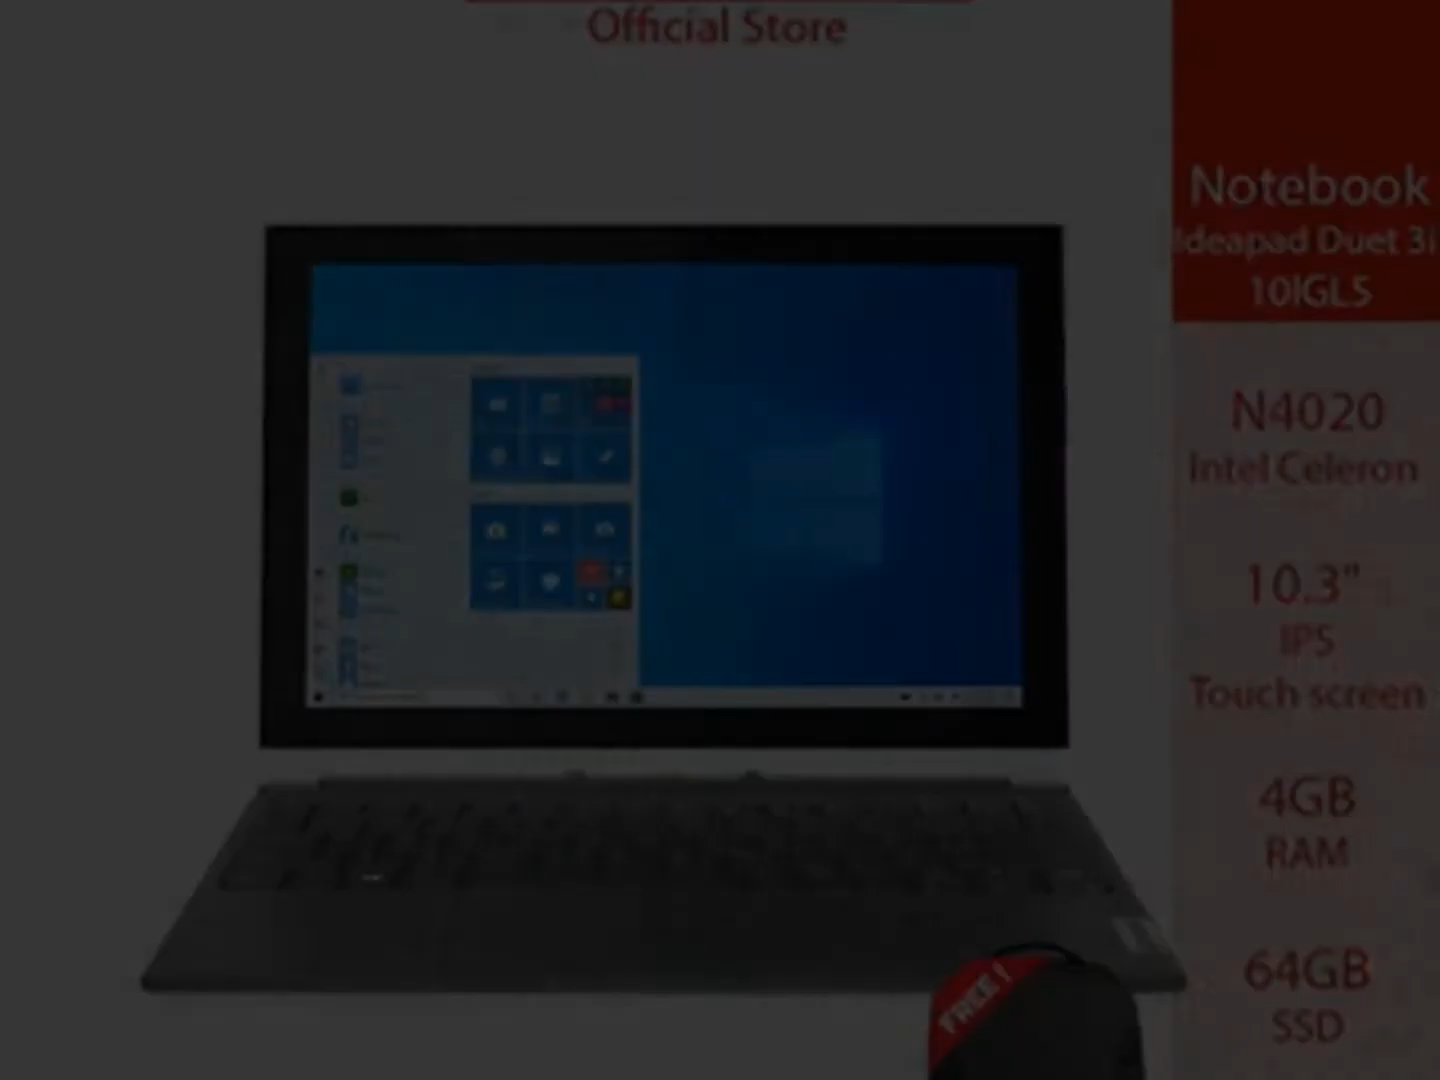 Official Store
Notebook
Ideapad Duet 3i
10IGL5
N4020
Intel Celeron
10.3"
IPS
Touch screen
4GB
RAM
64GB
SSD
FREE!